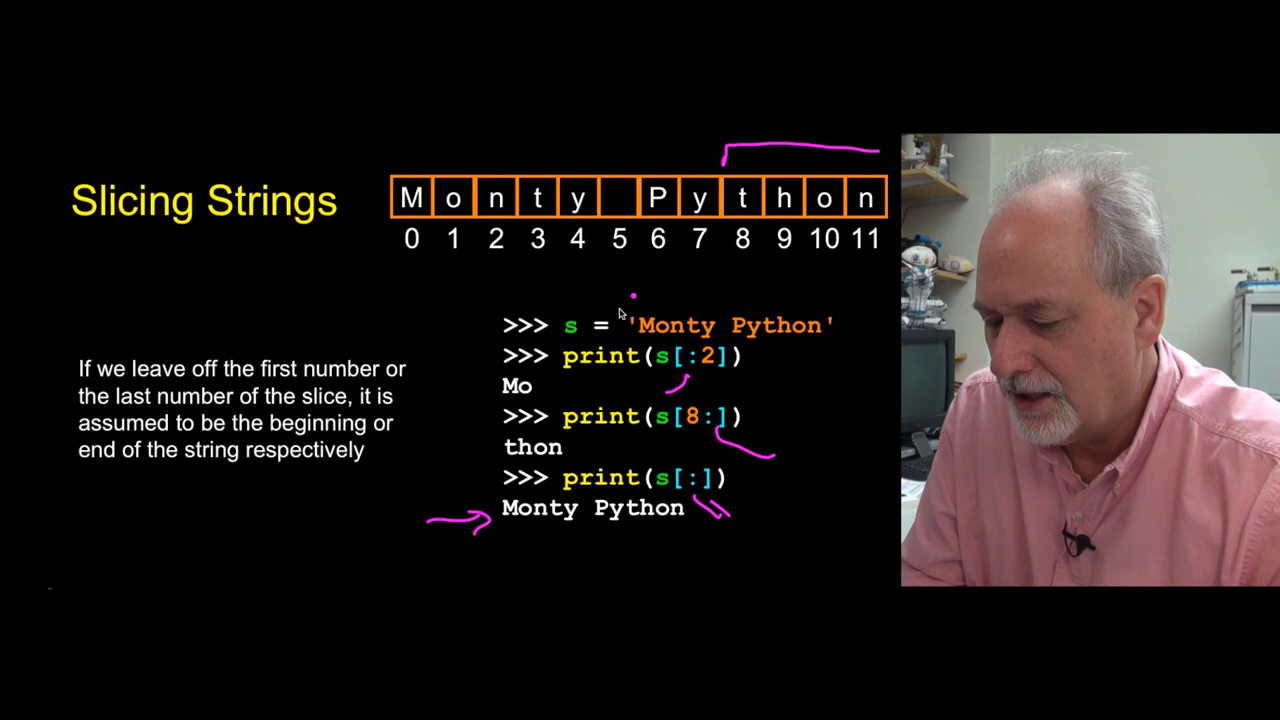 Slicing Strings
M o n t y P y t h o n
0 1 2 3 4 5 6 7 8 9 10 11
If we leave off the first number or
the last number of the slice, it is
assumed to be the beginning or
end of the string respectively
>>> s = 'Monty Python'
>>> print(s[:2])
Mo
>>> print(s[8:])
thon
>>> print(s[:])
Monty Python